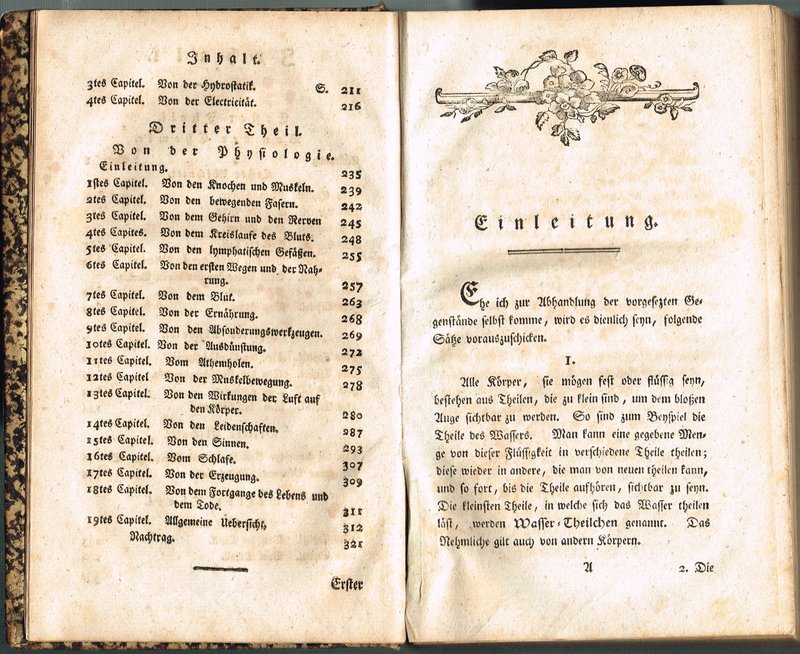 Inhalt.
3tes Capitel. Von der Hydrostatik. S. 211
4tes Capitel. Von der Electricität. 216
Dritter Theil.
Von der Physiologie.
Einleitung. 235
1stes Capitel. Von den Knochen und Muskeln. 239
2tes Capitel. Von den bewegenden Fasern. 242
3tes Capitel. Von dem Gehirn und den Nerven 245
4tes Capites. Von dem Kreislaufe des Bluts. 248
5tes Capitel. Von den lymphatischen Gefäßen. 255
6tes Capitel. Von den ersten Wegen und der Nah-
rung. 257
7tes Capitel. Von dem Blut. 263
8tes Capitel. Von der Ernährung. 268
9tes Capitel. Von den Absonderungswerkzeugen. 269
10tes Capitel. Von der Ausdünstung. 272
11tes Capitel. Vom Athemholen. 275
12tes Capitel. Von der Muskelbewegung. 278
13tes Capitel. Von den Wirkungen der Luft auf
den Körper. 280
14tes Capitel. Von den Leidenschaften. 287
15tes Capitel. Von den Sinnen. 293
16tes Capitel. Vom Schlafe. 307
17tes Capitel. Von der Erzeugung. 309
18tes Capitel. Von dem Fortgange des Lebens und
dem Tode. 311
19tes Capitel. Allgemeine Uebersicht, 312
Nachtrag. 321
Erster
Einleitung.
Ehe ich zur Abhandlung der vorgesezten Ge-
genstände selbst komme, wird es dienlich seyn, folgende
Sätze vorauszuschicken.
1.
Alle Körper, sie mögen fest oder flüssig seyn,
bestehen aus Theilen, die zu klein sind, um dem bloßen
Auge sichtbar zu werden. So sind zum Beyspiel die
Theile des Wassers. Man kann eine gegebene Men-
ge von dieser Flüssigkeit in verschiedene Theile theilen;
diese wieder in andere, die man von neuen theilen kann,
und so fort, bis die Theile aufhören, sichtbar zu seyn.
Die kleinsten Theile, in welche sich das Wasser theilen
läst, werden Wasser-Theilchen genannt. Das
Nehmliche gilt auch von andern Körpern.
A 2. Die